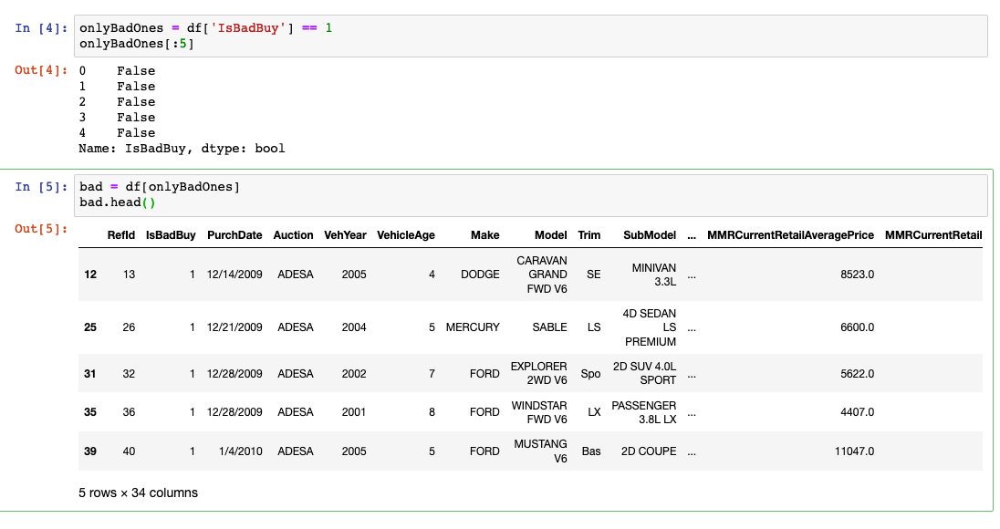 In [4]: onlyBadOnes = df['IsBadBuy'] == 1
onlyBadOnes[:5]
Out[4]: 0 False
1 False
2 False
3 False
4 False
Name: IsBadBuy, dtype: bool
In [5]: bad = df[onlyBadOnes]
bad.head()
Out[5]:
RefId IsBadBuy PurchDate Auction VehYear VehicleAge Make Model Trim SubModel ... MMRCurrentRetailAveragePrice MMRCurrentRetail
12 13 1 12/14/2009 ADESA 2005 4 DODGE CARAVAN GRAND FWD V6 SE MINIVAN 3.3L ... 8523.0
25 26 1 12/21/2009 ADESA 2004 5 MERCURY SABLE LS 4D SEDAN LS PREMIUM ... 6600.0
31 32 1 12/28/2009 ADESA 2002 7 FORD EXPLORER 2WD V6 Spo 2D SUV 4.0L SPORT ... 5622.0
35 36 1 12/28/2009 ADESA 2001 8 FORD WINDSTAR FWD V6 LX PASSENGER 3.8L LX ... 4407.0
39 40 1 1/4/2010 ADESA 2005 5 FORD MUSTANG V6 Bas 2D COUPE ... 11047.0
5 rows × 34 columns